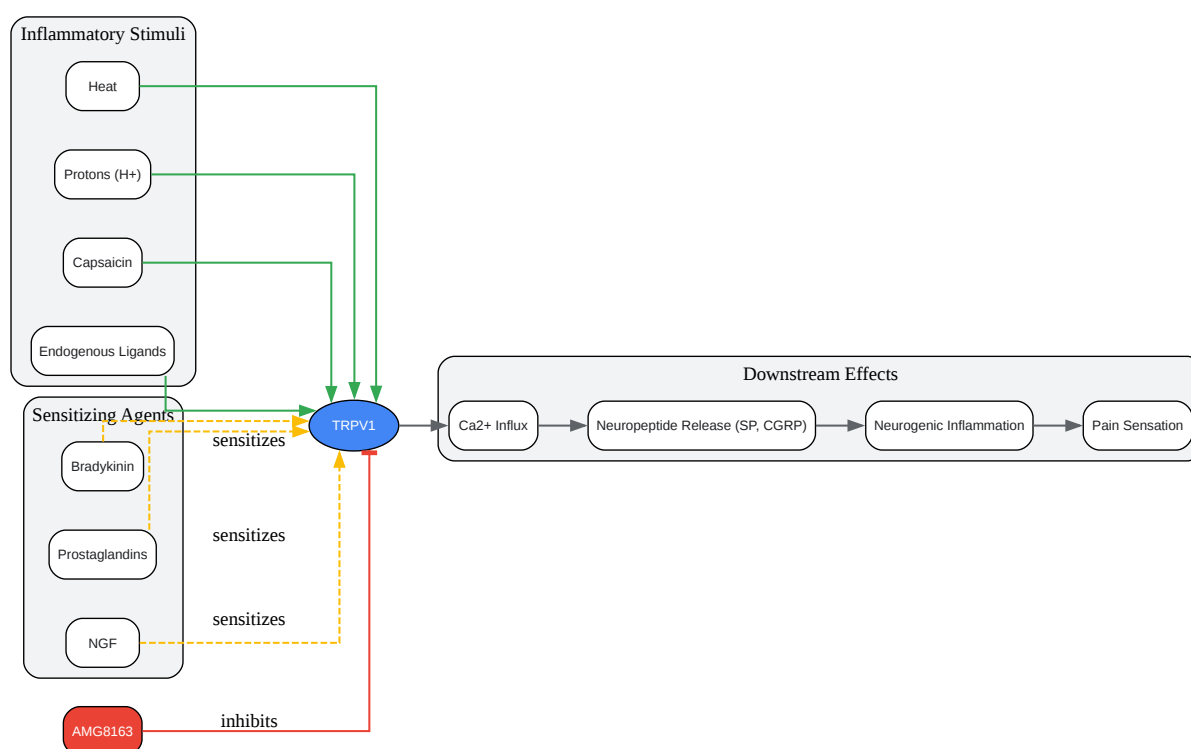 Inflammatory Stimuli
Heat
Protons (H+)
Capsaicin
Endogenous Ligands
Sensitizing Agents
Bradykinin
Prostaglandins
NGF
AMG8163
sensitizes
sensitizes
sensitizes
inhibits
TRPV1
Downstream Effects
Ca2+ Influx
Neuropeptide Release (SP, CGRP)
Neurogenic Inflammation
Pain Sensation